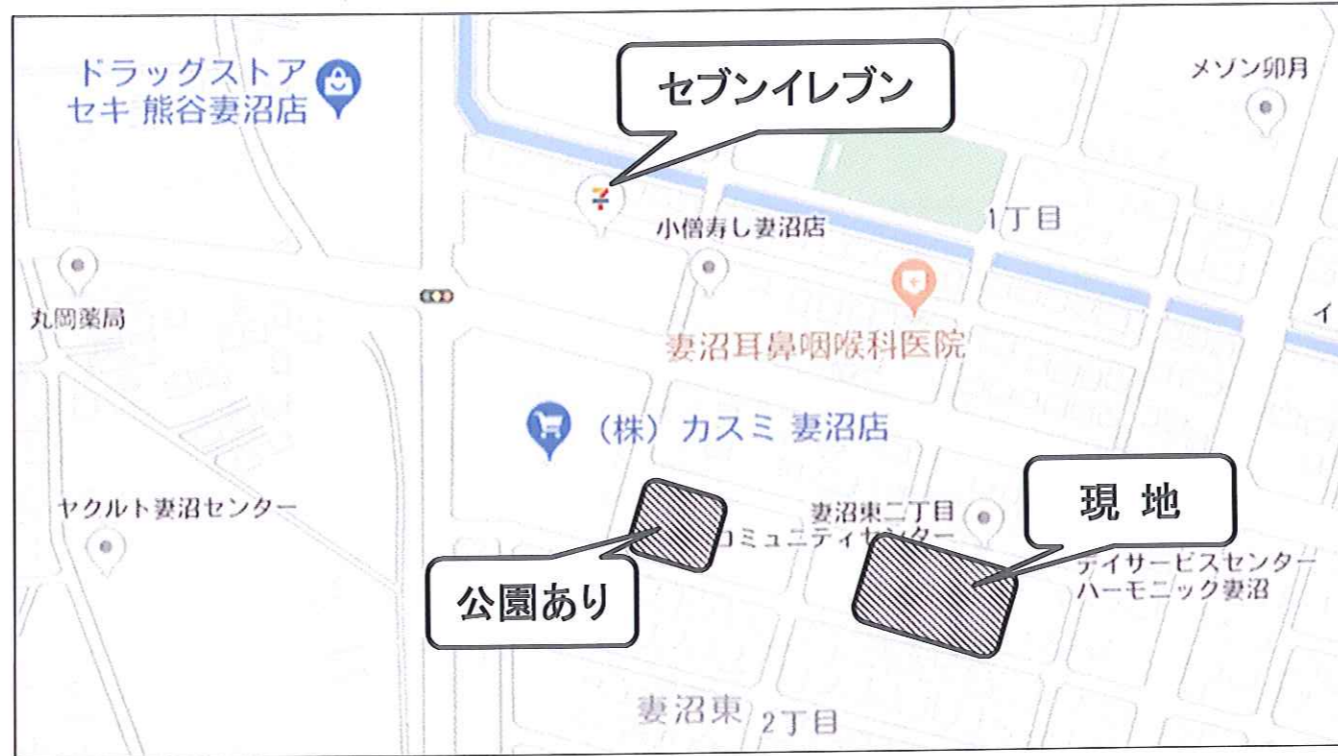 ドラッグストア
セキ 熊谷妻沼店
セブンイレブン
メゾン卯月
小僧寿し妻沼店
1丁目
丸岡薬局
イ
妻沼耳鼻咽喉科医院
(株) カスミ 妻沼店
ヤクルト妻沼センター
妻沼東二丁目
コミュニティセンター
現 地
デイサービスセンター
ハーモニック妻沼
公園あり
妻沼東 2丁目